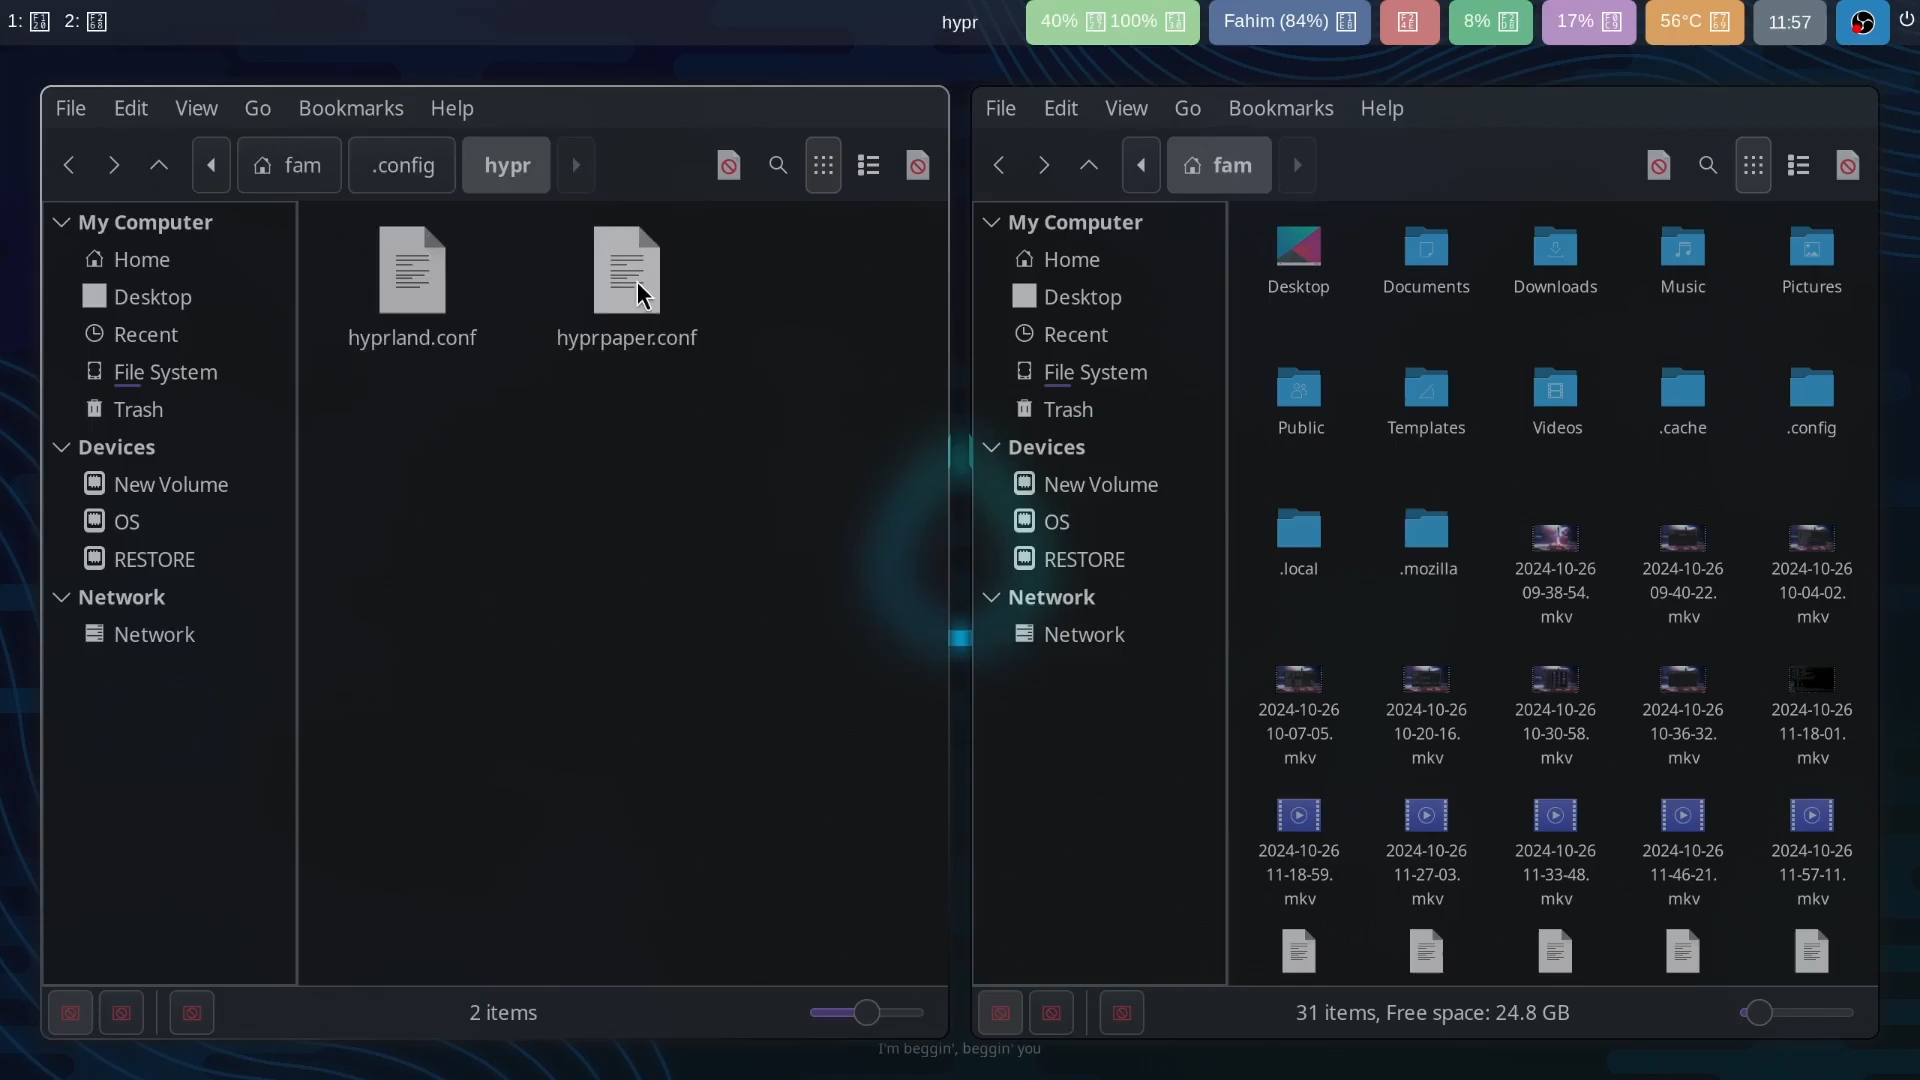 1: 2:
hypr
40% 100%
Fahim (84%)
8%
17%
56°C
11:57
File Edit View Go Bookmarks Help
fam .config hypr
My Computer
Home
Desktop
Recent
File System
Trash
Devices
New Volume
OS
RESTORE
Network
Network
hyprland.conf
hyprpaper.conf
2 items
File Edit View Go Bookmarks Help
fam
My Computer
Home
Desktop
Recent
File System
Trash
Devices
New Volume
OS
RESTORE
Network
Network
Desktop Documents Downloads Music Pictures
Public Templates Videos .cache .config
.local .mozilla
2024-10-26 2024-10-26 2024-10-26
09-38-54. 09-40-22. 10-04-02.
mkv mkv mkv
2024-10-26 2024-10-26 2024-10-26 2024-10-26 2024-10-26
10-07-05. 10-20-16. 10-30-58. 10-36-32. 11-18-01.
mkv mkv mkv mkv mkv
2024-10-26 2024-10-26 2024-10-26 2024-10-26 2024-10-26
11-18-59. 11-27-03. 11-33-48. 11-46-21. 11-57-11.
mkv mkv mkv mkv mkv
31 items, Free space: 24.8 GB
I'm beggin', beggin' you